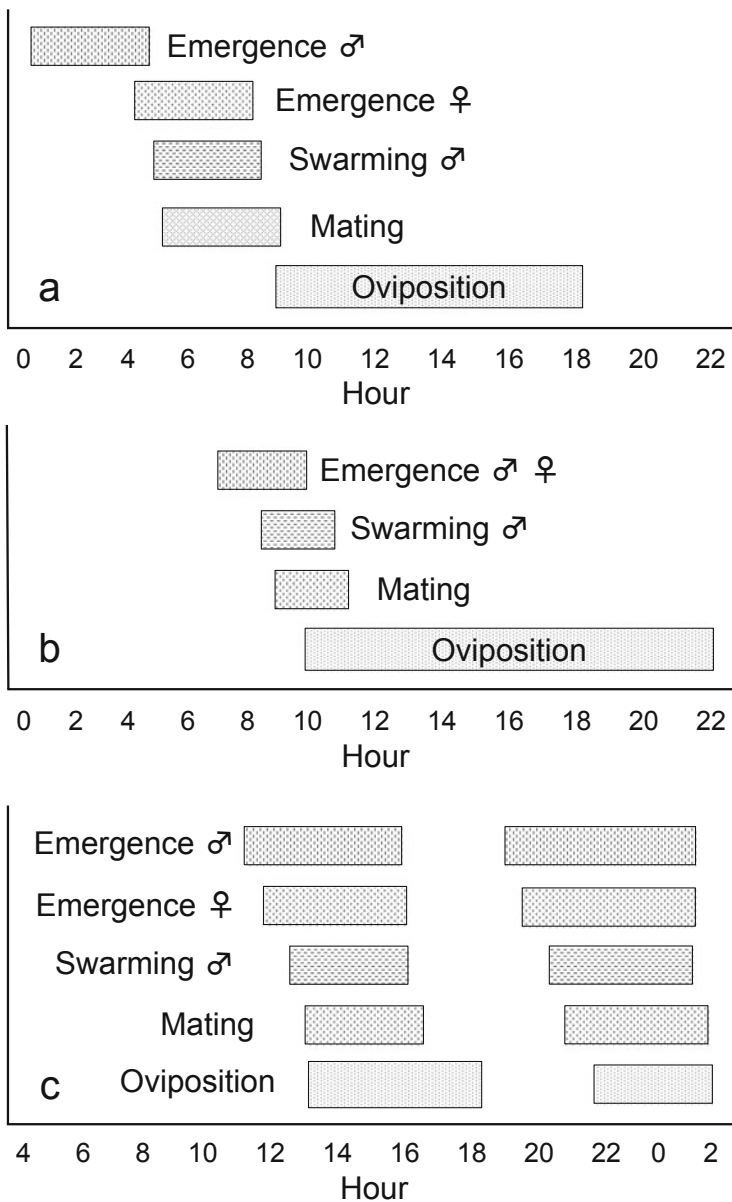 Emergence ♂
Emergence ♀
Swarming ♂
Mating
a Oviposition
0 2 4 6 8 10 12 14 16 18 20 22
Hour
Emergence ♂ ♀
Swarming ♂
Mating
b Oviposition
0 2 4 6 8 10 12 14 16 18 20 22
Hour
Emergence ♂
Emergence ♀
Swarming ♂
Mating
c Oviposition
4 6 8 10 12 14 16 20 22 0 2
Hour